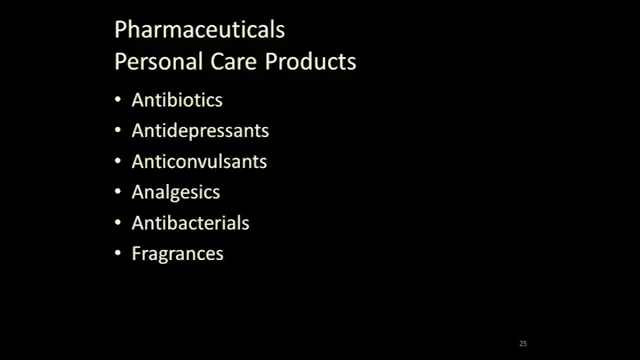 Pharmaceuticals
Personal Care Products
• Antibiotics
• Antidepressants
• Anticonvulsants
• Analgesics
• Antibacterials
• Fragrances
25